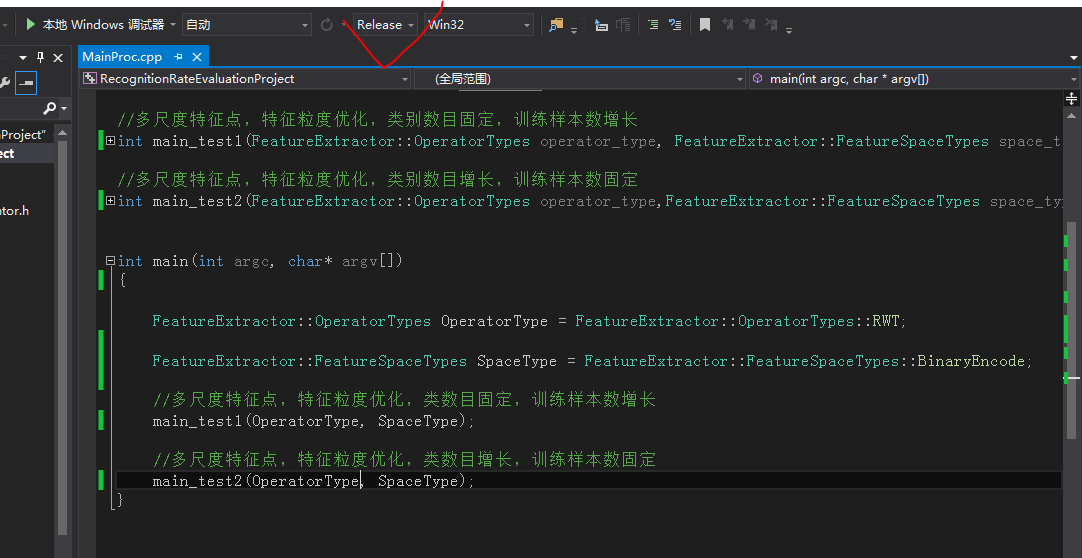 本地 Windows 调试器 自动 Release Win32
MainProc.cpp
RecognitionRateEvaluationProject (全局范围) main(int argc, char * argv[])
//多尺度特征点，特征粒度优化，类别数目固定，训练样本数增长
nProject"
int main_test1(FeatureExtractor::OperatorTypes operator_type, FeatureExtractor::FeatureSpaceTypes space_t
ct
//多尺度特征点，特征粒度优化，类别数目增长，训练样本数固定
int main_test2(FeatureExtractor::OperatorTypes operator_type,FeatureExtractor::FeatureSpaceTypes space_typ
ntor.h
int main(int argc, char* argv[])
{
FeatureExtractor::OperatorTypes OperatorType = FeatureExtractor::OperatorTypes::RWT;
FeatureExtractor::FeatureSpaceTypes SpaceType = FeatureExtractor::FeatureSpaceTypes::BinaryEncode;
//多尺度特征点，特征粒度优化，类数目固定，训练样本数增长
main_test1(OperatorType, SpaceType);
//多尺度特征点，特征粒度优化，类数目增长，训练样本数固定
main_test2(OperatorType, SpaceType);
}